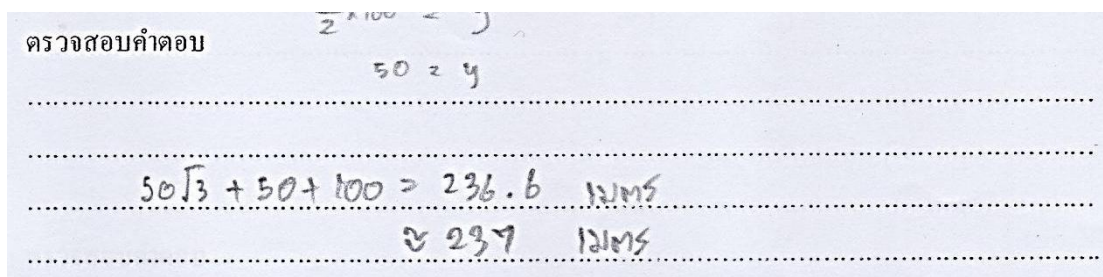 ตรวจสอบคำตอบ
50 = y
50√3 + 50 + 100 = 236.6 เมตร
≈ 237 เมตร